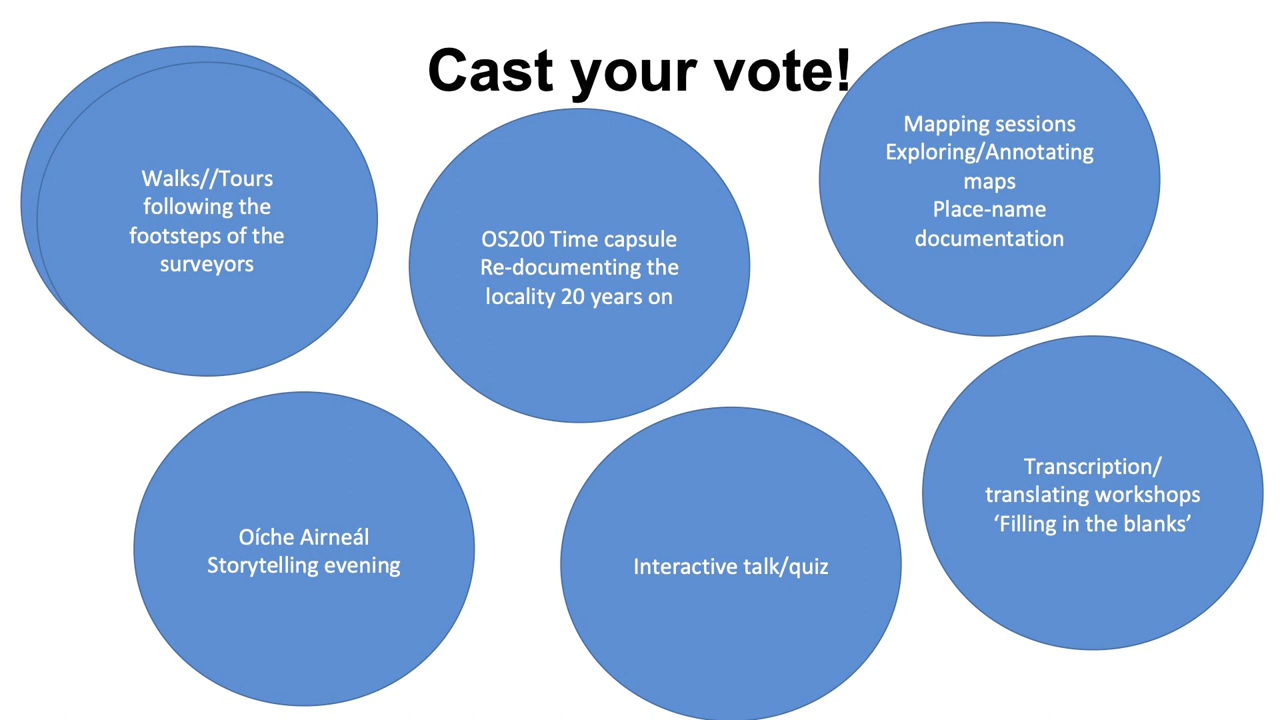 Cast your vote!
Walks//Tours
following the
footsteps of the
surveyors
OS200 Time capsule
Re-documenting the
locality 20 years on
Mapping sessions
Exploring/Annotating
maps
Place-name
documentation
Oíche Airneál
Storytelling evening
Interactive talk/quiz
Transcription/
translating workshops
‘Filling in the blanks’